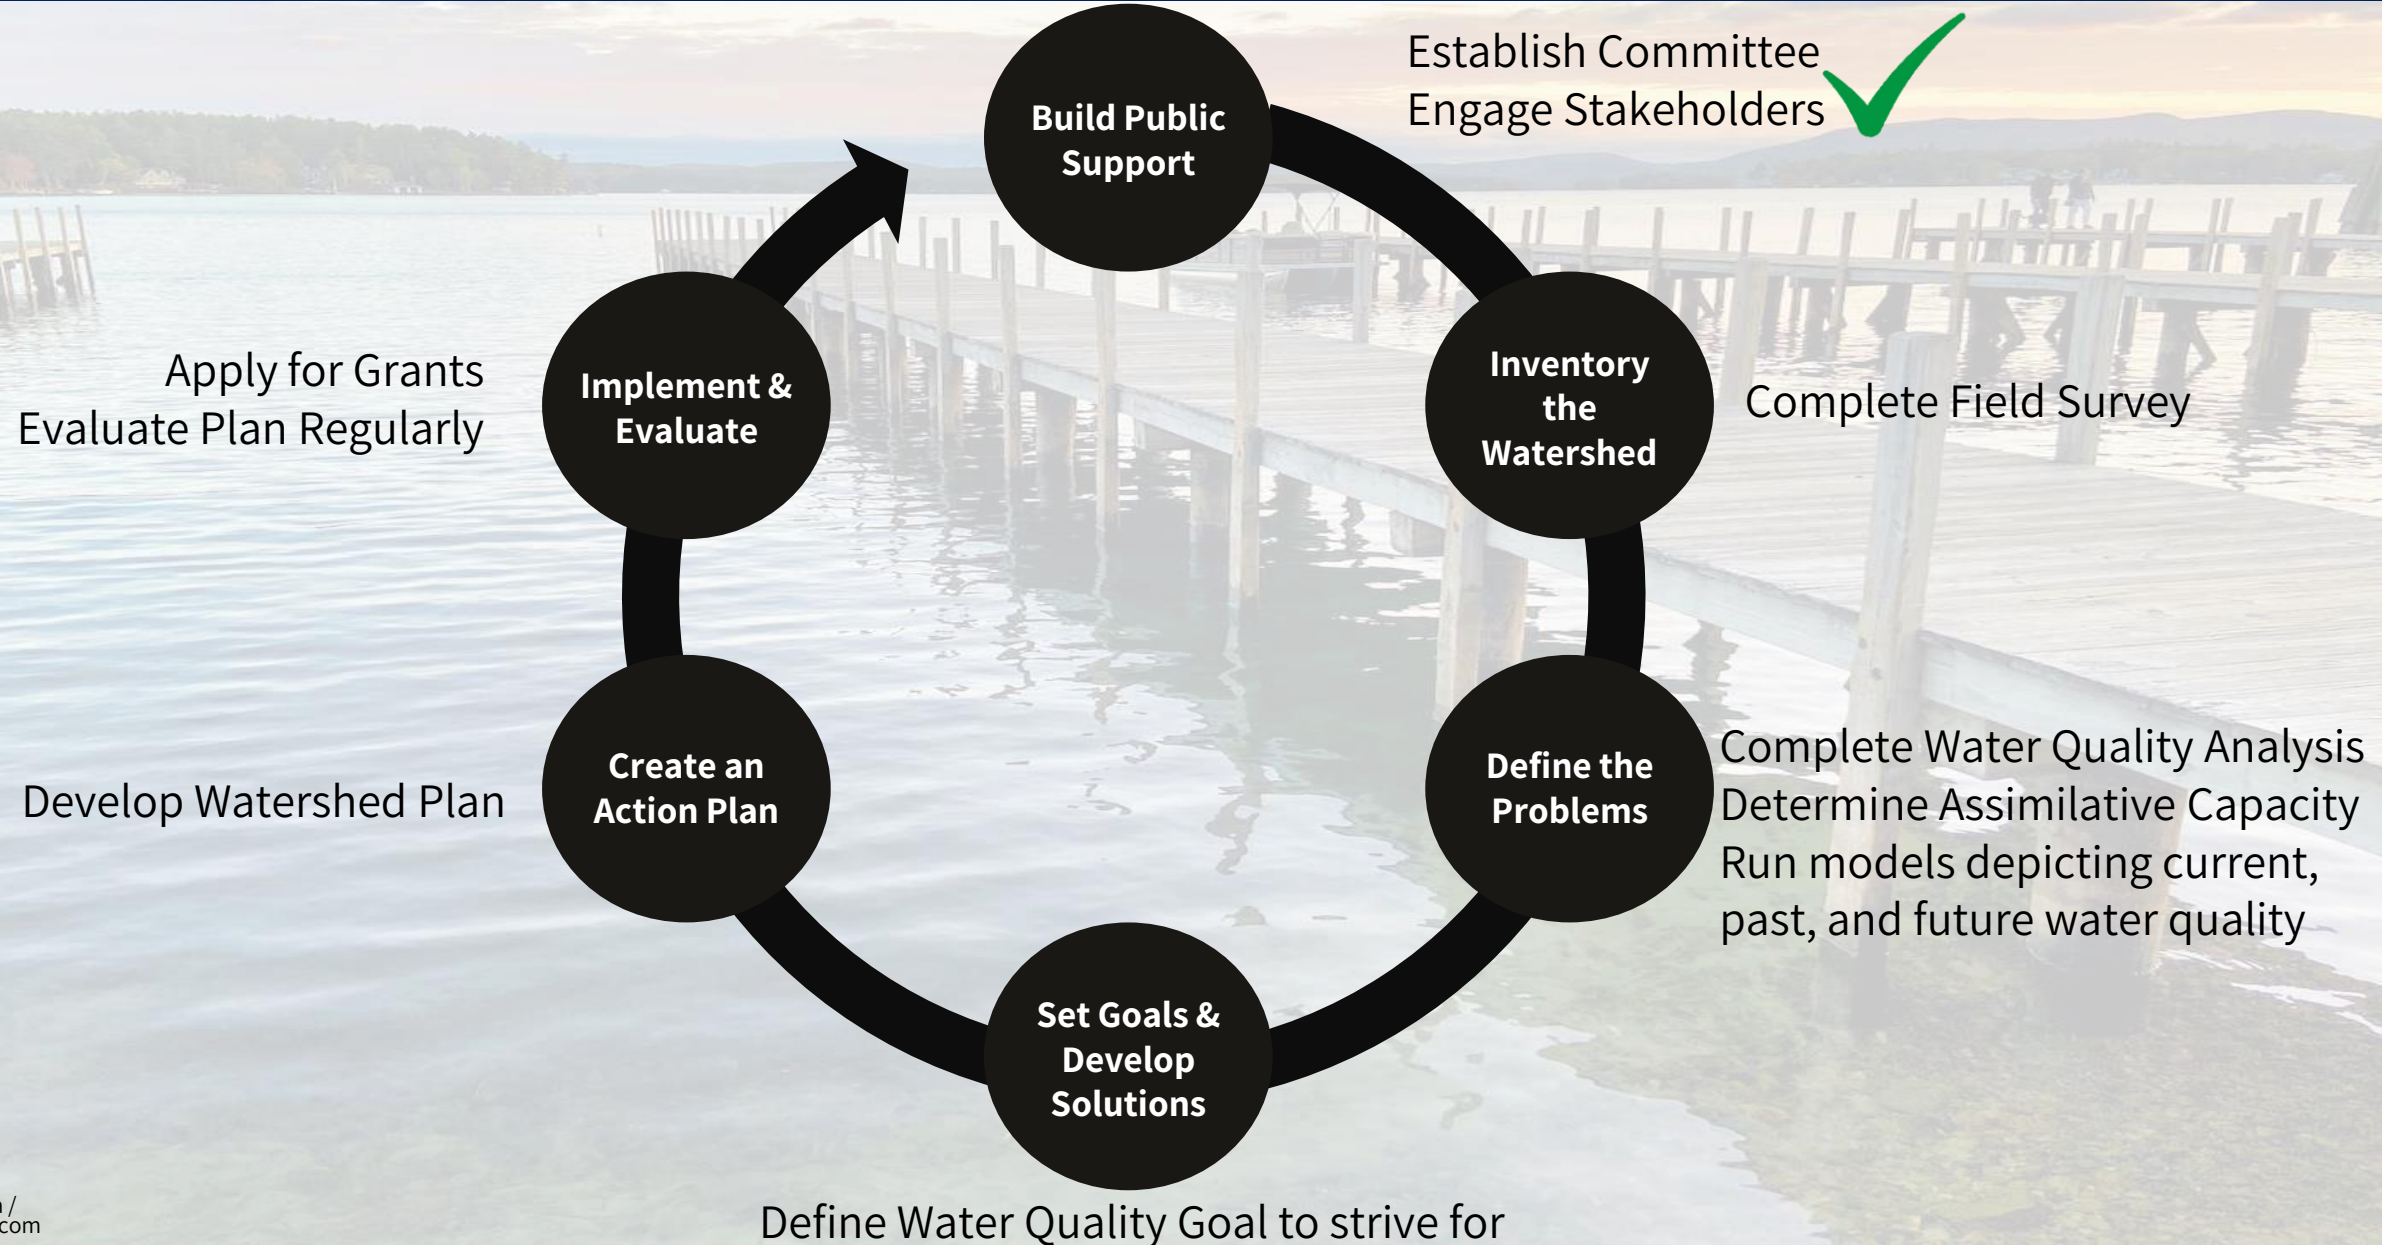 Build Public
Support
Establish Committee
Engage Stakeholders
Inventory
the
Watershed
Complete Field Survey
Define the
Problems
Complete Water Quality Analysis
Determine Assimilative Capacity
Run models depicting current,
past, and future water quality
Set Goals &
Develop
Solutions
Define Water Quality Goal to strive for
Create an
Action Plan
Develop Watershed Plan
Implement &
Evaluate
Apply for Grants
Evaluate Plan Regularly
/
com